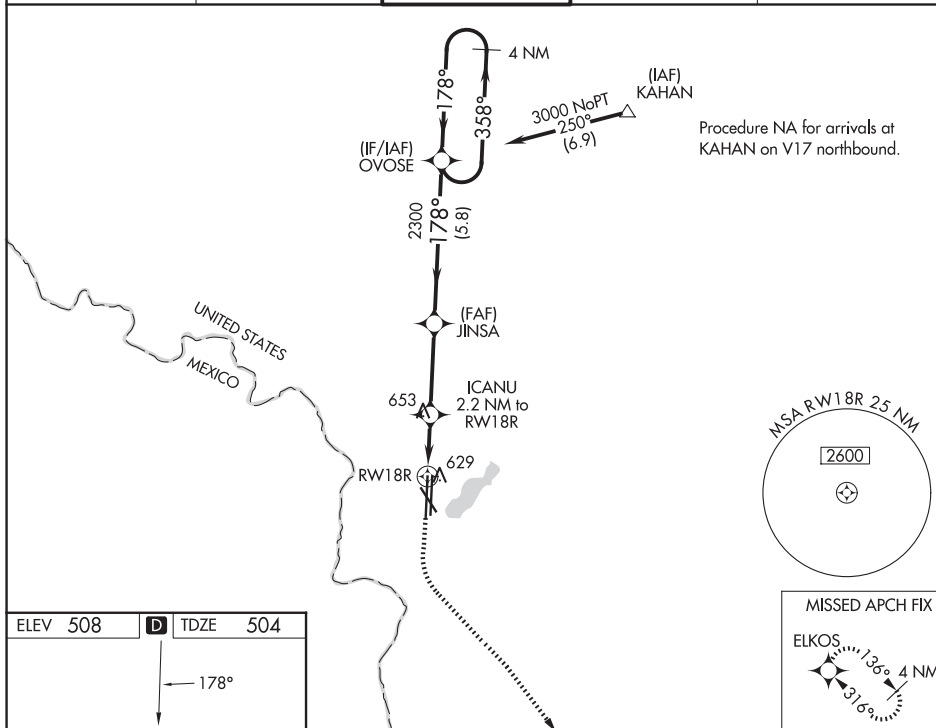 4 NM
178°
358°
(IAF)
KAHAN
3000 NoPT
250°
(6.9)
Procedure NA for arrivals at
KAHAN on V17 northbound.
(IF/IAF)
OVOSE
2300
178°
(5.8)
UNITED STATES
MEXICO
(FAF)
JINSA
ICANU
2.2 NM to
RW18R
653
RW18R
629
MSA RW18R 25 NM
2600
ELEV 508
D
TDZE 504
178°
MISSED APCH FIX
ELKOS
136°
4 NM
316°